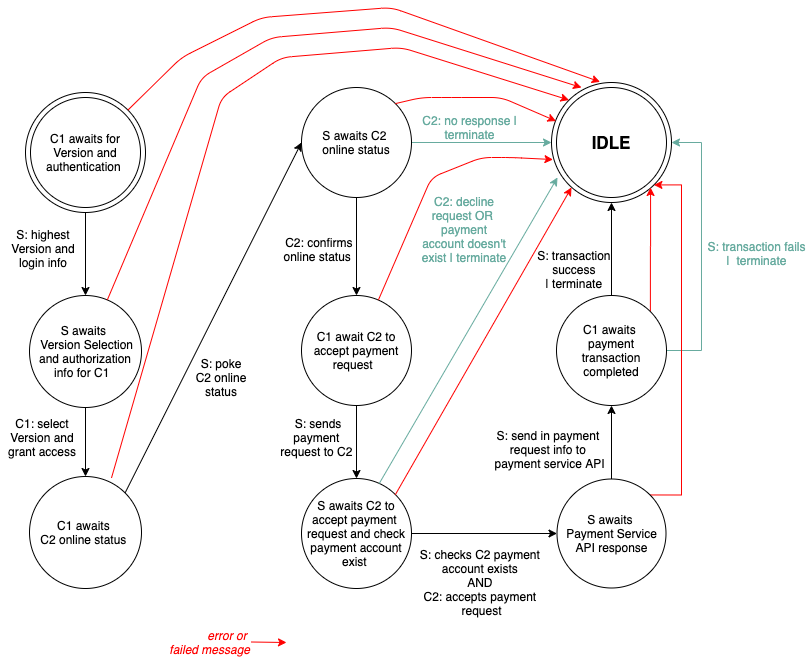 C1 awaits for
Version and
authentication
S: highest
Version and
login info
S awaits
Version Selection
and authorization
info for C1
C1: select
Version and
grant access
C1 awaits
C2 online status
S: poke
C2 online
status
S awaits C2
online status
C2: no response I
terminate
C2: confirms
online status
C2: decline
request OR
payment
account doesn't
exist I terminate
C1 await C2 to
accept payment
request
S: sends
payment
request to C2
S awaits C2 to
accept payment
request and check
payment account
exist
S: checks C2 payment
account exists
AND
C2: accepts payment
request
S awaits
Payment Service
API response
S: send in payment
request info to
payment service API
C1 awaits
payment
transaction
completed
S: transaction
success
I terminate
S: transaction fails
I terminate
IDLE
error or
failed message